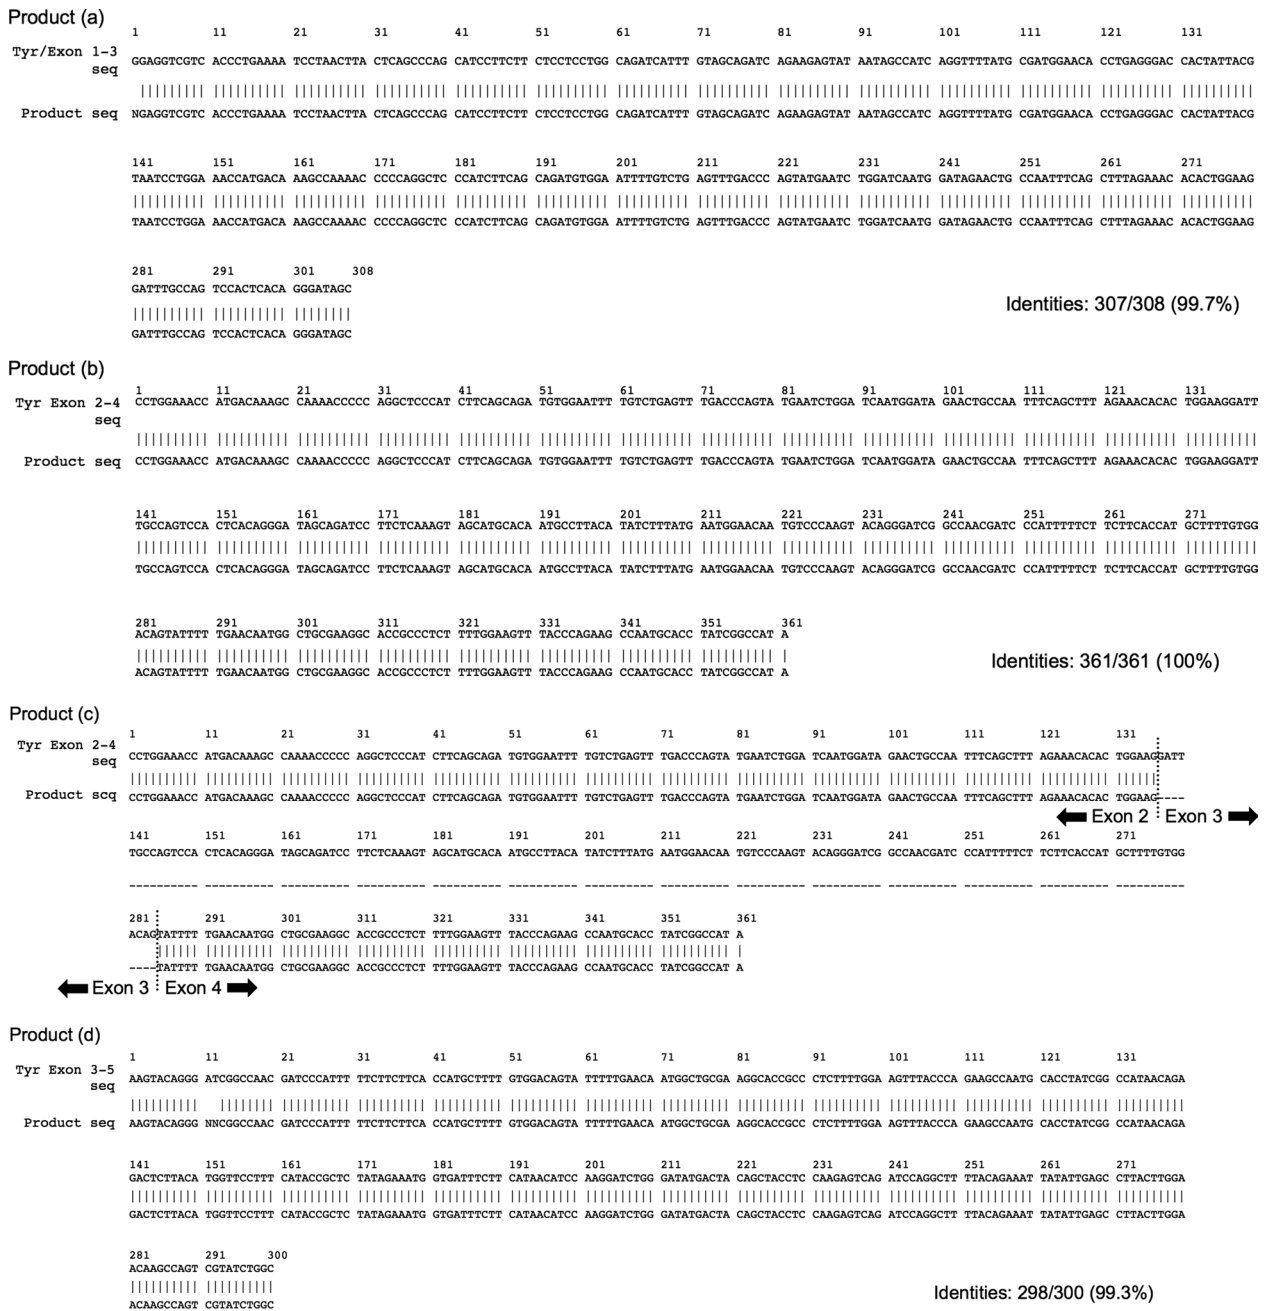 Product (a)
1 11 21 31 41 51 61 71 81 91 101 111 121 131
Tyr/Exon 1-3 seq GGAGGTCGTC ACCCTGAAAA TCCTAACTTA CTCAGCCCAG CATCCTTCTT CTCCTCCTGG CAGATCATTT GTAGCAGATC AGAAGAGTAT AATAGCCATC AGGTTTTATG CGATGGAACA CCTGAGGGAC CACTATTACG
||||||||| |||||||||| |||||||||| |||||||||| |||||||||| |||||||||| |||||||||| |||||||||| |||||||||| |||||||||| |||||||||| |||||||||| |||||||||| ||||||||||
Product seq NGAGGTCGTC ACCCTGAAAA TCCTAACTTA CTCAGCCCAG CATCCTTCTT CTCCTCCTGG CAGATCATTT GTAGCAGATC AGAAGAGTAT AATAGCCATC AGGTTTTATG CGATGGAACA CCTGAGGGAC CACTATTACG
141 151 161 171 181 191 201 211 221 231 241 251 261 271
TAATCCTGGA AACCATGACA AAGCCAAAAC CCCCAGGCTC CCATCTTCAG CAGATGTGGA ATTTTGTCTG AGTTTGACCC AGTATGAATC TGGATCAATG GATAGAACTG CCAATTTCAG CTTTAGAAAC ACACTGGAAG
|||||||||| |||||||||| |||||||||| |||||||||| |||||||||| |||||||||| |||||||||| |||||||||| |||||||||| |||||||||| |||||||||| |||||||||| |||||||||| ||||||||||
TAATCCTGGA AACCATGACA AAGCCAAAAC CCCCAGGCTC CCATCTTCAG CAGATGTGGA ATTTTGTCTG AGTTTGACCC AGTATGAATC TGGATCAATG GATAGAACTG CCAATTTCAG CTTTAGAAAC ACACTGGAAG
281 291 301 308
GATTTGCCAG TCCACTCACA GGGATAGC
|||||||||| |||||||||| ||||||||
GATTTGCCAG TCCACTCACA GGGATAGC
Identities: 307/308 (99.7%)
Product (b)
1 11 21 31 41 51 61 71 81 91 101 111 121 131
Tyr Exon 2-4 seq CCTGGAAACC ATGACAAAGC CAAAACCCCC AGGCTCCCAT CTTCAGCAGA TGTGGAATTT TGTCTGAGTT TGACCCAGTA TGAATCTGGA TCAATGGATA GAACTGCCAA TTTCAGCTTT AGAAACACAC TGGAAGGATT
|||||||||| |||||||||| |||||||||| |||||||||| |||||||||| |||||||||| |||||||||| |||||||||| |||||||||| |||||||||| |||||||||| |||||||||| |||||||||| ||||||||||
Product seq CCTGGAAACC ATGACAAAGC CAAAACCCCC AGGCTCCCAT CTTCAGCAGA TGTGGAATTT TGTCTGAGTT TGACCCAGTA TGAATCTGGA TCAATGGATA GAACTGCCAA TTTCAGCTTT AGAAACACAC TGGAAGGATT
141 151 161 171 181 191 201 211 221 231 241 251 261 271
TGCCAGTCCA CTCACAGGGA TAGCAGATCC TTCTCAAAGT AGCATGCACA ATGCCTTACA TATCTTTATG AATGGAACAA TGTCCCAAGT ACAGGGATCG GCCAACGATC CCATTTTTCT TCTTCACCAT GCTTTTGTGG
|||||||||| |||||||||| |||||||||| |||||||||| |||||||||| |||||||||| |||||||||| |||||||||| |||||||||| |||||||||| |||||||||| |||||||||| |||||||||| ||||||||||
TGCCAGTCCA CTCACAGGGA TAGCAGATCC TTCTCAAAGT AGCATGCACA ATGCCTTACA TATCTTTATG AATGGAACAA TGTCCCAAGT ACAGGGATCG GCCAACGATC CCATTTTTCT TCTTCACCAT GCTTTTGTGG
281 291 301 311 321 331 341 351 361
ACAGTATTTT TGAACAATGG CTGCGAAGGC ACCGCCCTCT TTTGGAAGTT TACCCAGAAG CCAATGCACC TATCGGCCAT A
|||||||||| |||||||||| |||||||||| |||||||||| |||||||||| |||||||||| |||||||||| |||||||||| |
ACAGTATTTT TGAACAATGG CTGCGAAGGC ACCGCCCTCT TTTGGAAGTT TACCCAGAAG CCAATGCACC TATCGGCCAT A
Identities: 361/361 (100%)
Product (c)
1 11 21 31 41 51 61 71 81 91 101 111 121 131
Tyr Exon 2-4 seq CCTGGAAACC ATGACAAAGC CAAAACCCCC AGGCTCCCAT CTTCAGCAGA TGTGGAATTT TGTCTGAGTT TGACCCAGTA TGAATCTGGA TCAATGGATA GAACTGCCAA TTTCAGCTTT AGAAACACAC TGGAAGGATT
|||||||||| |||||||||| |||||||||| |||||||||| |||||||||| |||||||||| |||||||||| |||||||||| |||||||||| |||||||||| |||||||||| |||||||||| |||||||||| ||||||
Product scq CCTGGAAACC ATGACAAAGC CAAAACCCCC AGGCTCCCAT CTTCAGCAGA TGTGGAATTT TGTCTGAGTT TGACCCAGTA TGAATCTGGA TCAATGGATA GAACTGCCAA TTTCAGCTTT AGAAACACAC TGGAAG----
Exon 2 Exon 3
141 151 161 171 181 191 201 211 221 231 241 251 261 271
TGCCAGTCCA CTCACAGGGA TAGCAGATCC TTCTCAAAGT AGCATGCACA ATGCCTTACA TATCTTTATG AATGGAACAA TGTCCCAAGT ACAGGGATCG GCCAACGATC CCATTTTTCT TCTTCACCAT GCTTTTGTGG
---------- ---------- ---------- ---------- ---------- ---------- ---------- ---------- ---------- ---------- ---------- ---------- ---------- ----------
281 291 301 311 321 331 341 351 361
ACAGTATTTT TGAACAATGG CTGCGAAGGC ACCGCCCTCT TTTGGAAGTT TACCCAGAAG CCAATGCACC TATCGGCCAT A
|||||| |||||||||| |||||||||| |||||||||| |||||||||| |||||||||| |||||||||| |||||||||| |
----TATTTT TGAACAATGG CTGCGAAGGC ACCGCCCTCT TTTGGAAGTT TACCCAGAAG CCAATGCACC TATCGGCCAT A
Exon 3 Exon 4
Product (d)
1 11 21 31 41 51 61 71 81 91 101 111 121 131
Tyr Exon 3-5 seq AAGTACAGGG ATCGGCCAAC GATCCCATTT TTCTTCTTCA CCATGCTTTT GTGGACAGTA TTTTTGAACA ATGGCTGCGA AGGCACCGCC CTCTTTTGGA AGTTTACCCA GAAGCCAATG CACCTATCGG CCATAACAGA
|||||||||| |||||||| |||||||||| |||||||||| |||||||||| |||||||||| |||||||||| |||||||||| |||||||||| |||||||||| |||||||||| |||||||||| |||||||||| ||||||||||
Product seq AAGTACAGGG NNCGGCCAAC GATCCCATTT TTCTTCTTCA CCATGCTTTT GTGGACAGTA TTTTTGAACA ATGGCTGCGA AGGCACCGCC CTCTTTTGGA AGTTTACCCA GAAGCCAATG CACCTATCGG CCATAACAGA
141 151 161 171 181 191 201 211 221 231 241 251 261 271
GACTCTTACA TGGTTCCTTT CATACCGCTC TATAGAAATG GTGATTTCTT CATAACATCC AAGGATCTGG GATATGACTA CAGCTACCTC CAAGAGTCAG ATCCAGGCTT TTACAGAAAT TATATTGAGC CTTACTTGGA
|||||||||| |||||||||| |||||||||| |||||||||| |||||||||| |||||||||| |||||||||| |||||||||| |||||||||| |||||||||| |||||||||| |||||||||| |||||||||| ||||||||||
GACTCTTACA TGGTTCCTTT CATACCGCTC TATAGAAATG GTGATTTCTT CATAACATCC AAGGATCTGG GATATGACTA CAGCTACCTC CAAGAGTCAG ATCCAGGCTT TTACAGAAAT TATATTGAGC CTTACTTGGA
281 291 300
ACAAGCCAGT CGTATCTGGC
|||||||||| ||||||||||
ACAAGCCAGT CGTATCTGGC
Identities: 298/300 (99.3%)